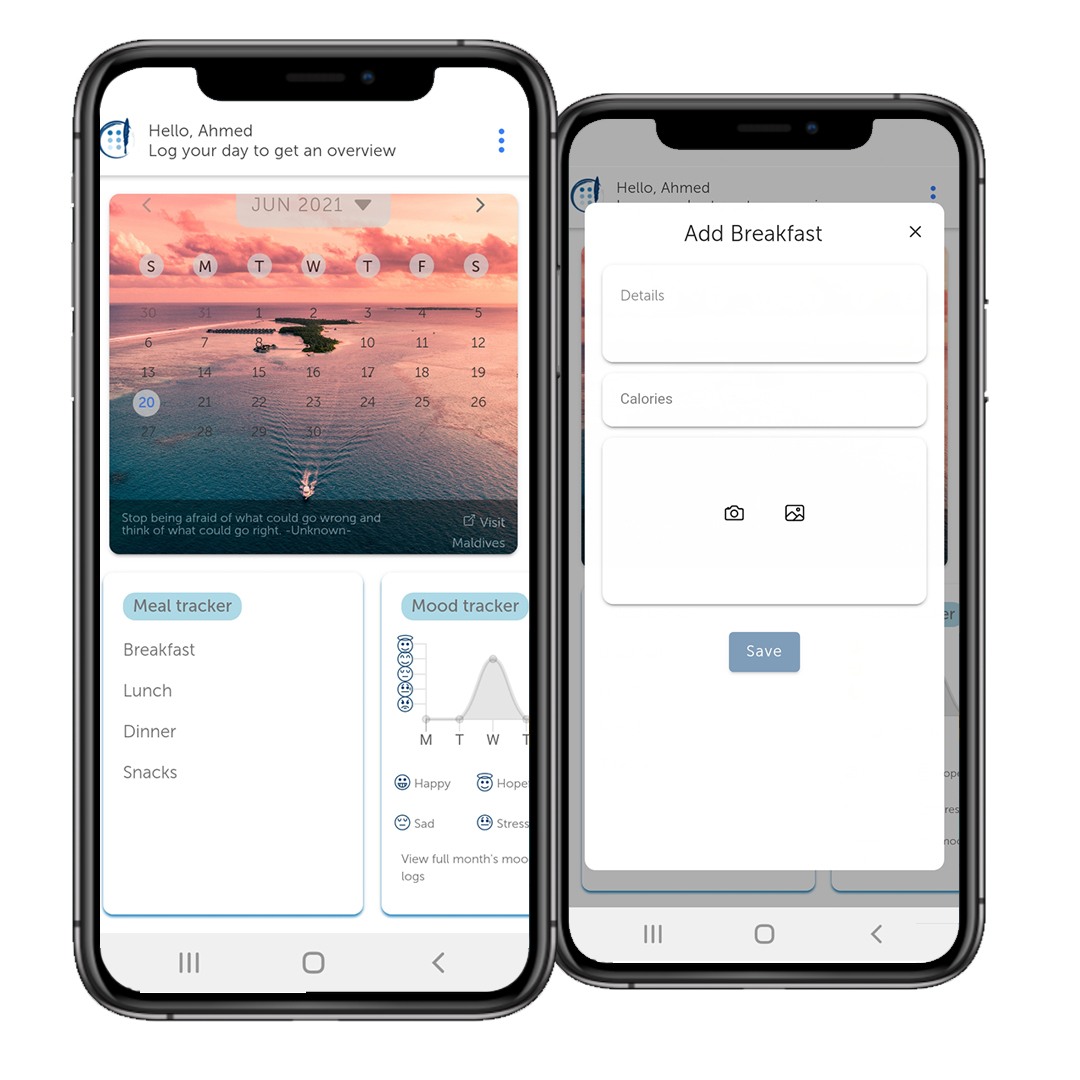 Hello, Ahmed
Log your day to get an overview
JUN 2021
S M T W T F S
30 31 1 2 3 4 5
6 7 8 10 11 12
13 14 15 16 17 18 19
20 21 22 23 24 25 26
27 28 29 30
Stop being afraid of what could go wrong and
think of what could go right. -Unknown-
Visit
Maldives
Meal tracker
Breakfast
Lunch
Dinner
Snacks
Mood tracker
M T W T
Happy
Hope
Sad
Stress
View full month's moo
logs
Hello, Ahmed
Add Breakfast
Details
Calories
Save
er
ope
res
moo